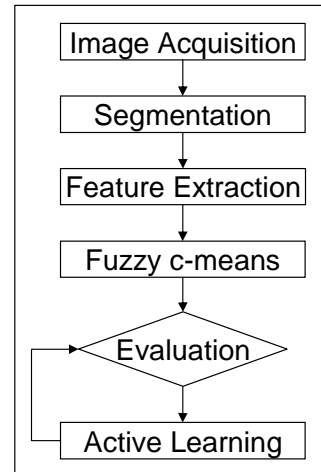 Image Acquisition
Segmentation
Feature Extraction
Fuzzy c-means
Evaluation
Active Learning